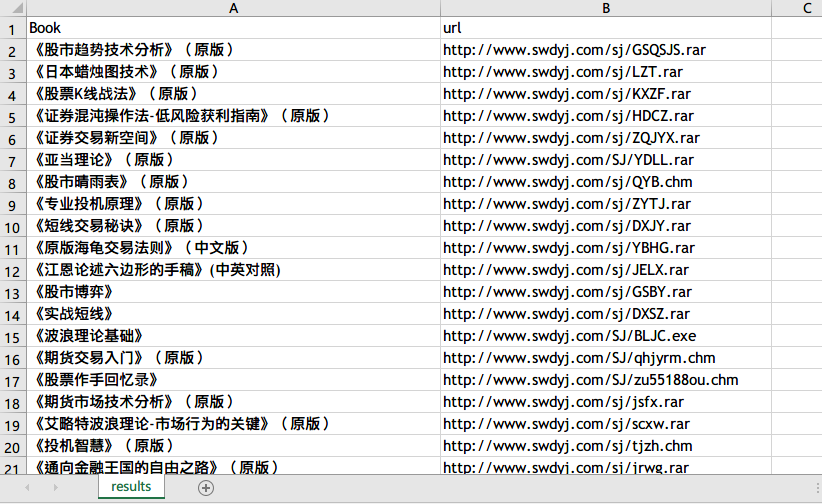 A B C
1 Book url
2 《股市趋势技术分析》（原版） http://www.swdyj.com/sj/GSQSJS.rar
3 《日本蜡烛图技术》（原版） http://www.swdyj.com/sj/LZT.rar
4 《股票K线战法》（原版） http://www.swdyj.com/sj/KXZF.rar
5 《证券混沌操作法-低风险获利指南》（原版） http://www.swdyj.com/sj/HDCZ.rar
6 《证券交易新空间》（原版） http://www.swdyj.com/sj/ZQJYX.rar
7 《亚当理论》（原版） http://www.swdyj.com/SJ/YDLL.rar
8 《股市晴雨表》（原版） http://www.swdyj.com/sj/QYB.chm
9 《专业投机原理》（原版） http://www.swdyj.com/sj/ZYTJ.rar
10 《短线交易秘诀》（原版） http://www.swdyj.com/sj/DXJY.rar
11 《原版海龟交易法则》（中文版） http://www.swdyj.com/sj/YBHG.rar
12 《江恩论述六边形的手稿》(中英对照) http://www.swdyj.com/sj/JELX.rar
13 《股市博弈》 http://www.swdyj.com/sj/GSBY.rar
14 《实战短线》 http://www.swdyj.com/sj/DXSZ.rar
15 《波浪理论基础》 http://www.swdyj.com/SJ/BLJC.exe
16 《期货交易入门》（原版） http://www.swdyj.com/SJ/qhjyrm.chm
17 《股票作手回忆录》 http://www.swdyj.com/SJ/zu55188ou.chm
18 《期货市场技术分析》（原版） http://www.swdyj.com/sj/jsfx.rar
19 《艾略特波浪理论-市场行为的关键》（原版） http://www.swdyj.com/sj/scxw.rar
20 《投机智慧》（原版） http://www.swdyj.com/sj/tjzh.chm
21 《通向金融王国的自由之路》（原版） http://www.swdyj.com/sj/jrwg.rar
results